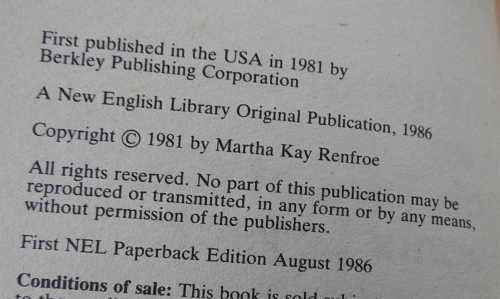 First published in the USA in 1981 by
Berkley Publishing Corporation
A New English Library Original Publication, 1986
Copyright © 1981 by Martha Kay Renfroe
All rights reserved. No part of this publication may be
reproduced or transmitted, in any form or by any means,
without permission of the publishers.
First NEL Paperback Edition August 1986
Conditions of sale: This book is sold
to the